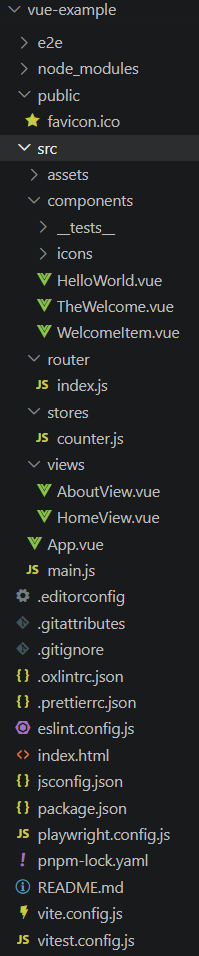 vue-example
e2e
node_modules
public
favicon.ico
src
assets
components
__tests__
icons
HelloWorld.vue
TheWelcome.vue
WelcomeItem.vue
router
JS index.js
stores
JS counter.js
views
AboutView.vue
HomeView.vue
App.vue
JS main.js
.editorconfig
.gitattributes
.gitignore
{ } .oxlintrc.json
{ } .prettierrc.json
eslint.config.js
<> index.html
{ } jsconfig.json
{ } package.json
JS playwright.config.js
! pnpm-lock.yaml
README.md
vite.config.js
JS vitest.config.js